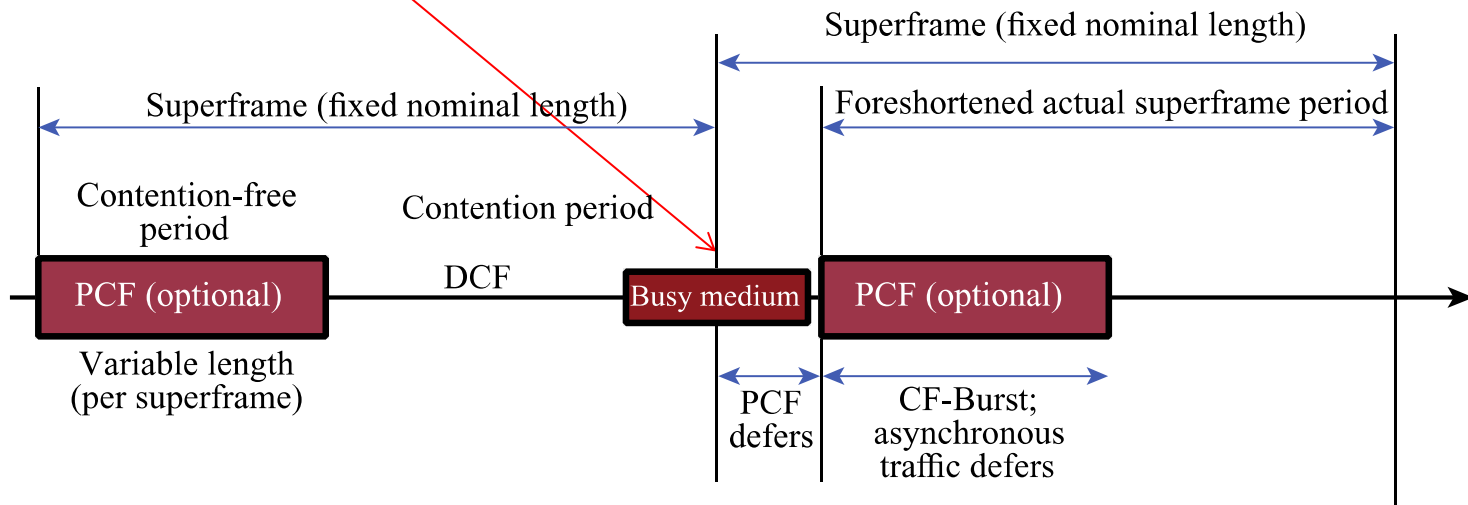 Superframe (fixed nominal length)
Superframe (fixed nominal length)
Foreshortened actual superframe period
Contention-free
period
Contention period
PCF (optional)
DCF
Busy medium
PCF (optional)
Variable length
(per superframe)
PCF
defers
CF-Burst;
asynchronous
traffic defers